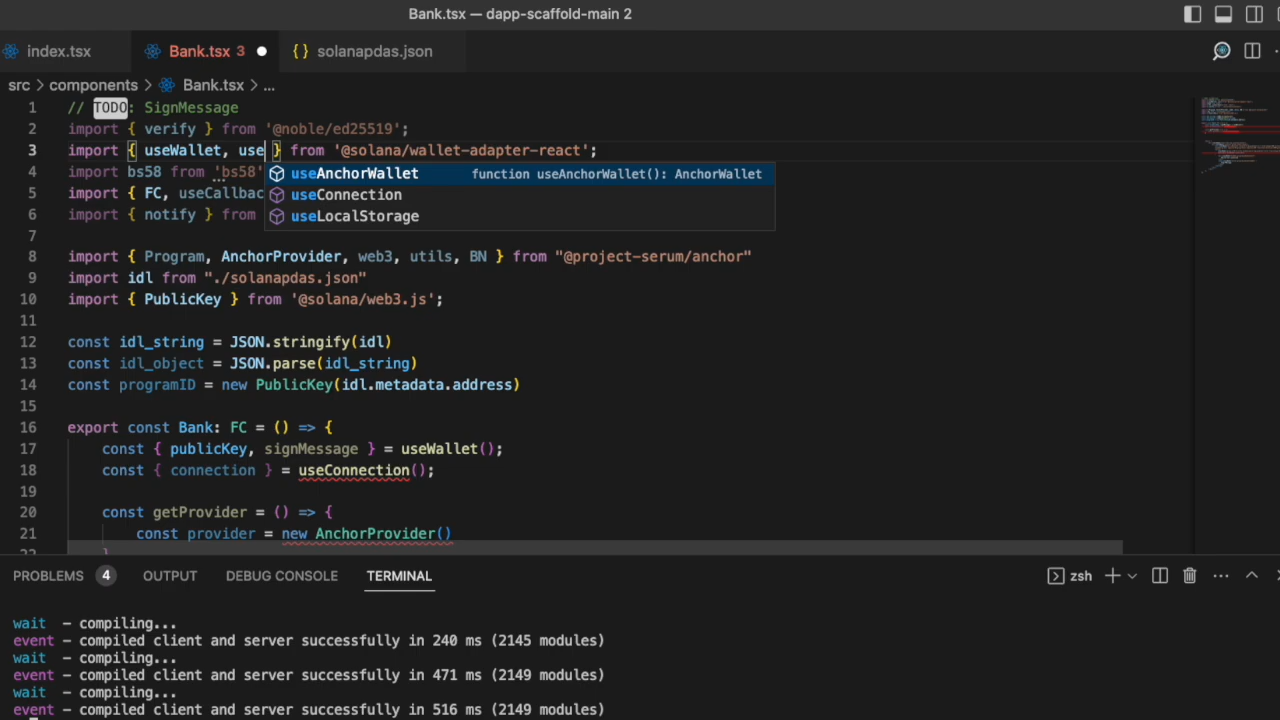 Bank.tsx — dapp-scaffold-main 2
index.tsx
Bank.tsx 3
{} solanapdas.json
src > components > Bank.tsx > ...
1 // TODO: SignMessage
2 import { verify } from '@noble/ed25519';
3 import { useWallet, use } from '@solana/wallet-adapter-react';
4 import bs58 from 'bs58'
useAnchorWallet function useAnchorWallet(): AnchorWallet
5 import { FC, useCallbac
useConnection
6 import { notify } from
useLocalStorage
7
8 import { Program, AnchorProvider, web3, utils, BN } from "@project-serum/anchor"
9 import idl from "./solanapdas.json"
10 import { PublicKey } from '@solana/web3.js';
11
12 const idl_string = JSON.stringify(idl)
13 const idl_object = JSON.parse(idl_string)
14 const programID = new PublicKey(idl.metadata.address)
15
16 export const Bank: FC = () => {
17 const { publicKey, signMessage } = useWallet();
18 const { connection } = useConnection();
19
20 const getProvider = () => {
21 const provider = new AnchorProvider()
22 }
PROBLEMS 4 OUTPUT DEBUG CONSOLE TERMINAL
zsh
wait - compiling...
event - compiled client and server successfully in 240 ms (2145 modules)
wait - compiling...
event - compiled client and server successfully in 471 ms (2149 modules)
wait - compiling...
event - compiled client and server successfully in 516 ms (2149 modules)